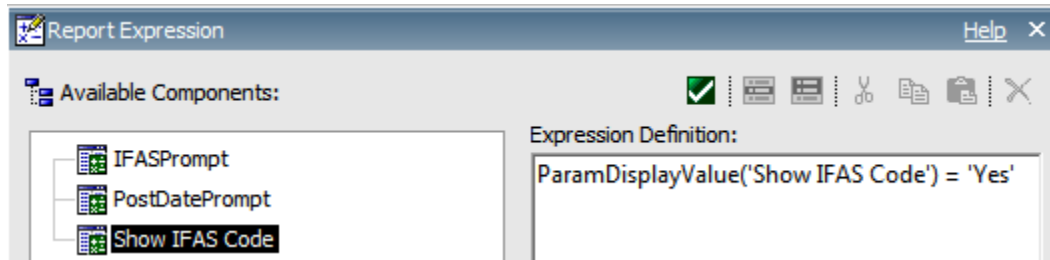 Report Expression
Help
Available Components:
IFASPrompt
PostDatePrompt
Show IFAS Code
Expression Definition:
ParamDisplayValue('Show IFAS Code') = 'Yes'